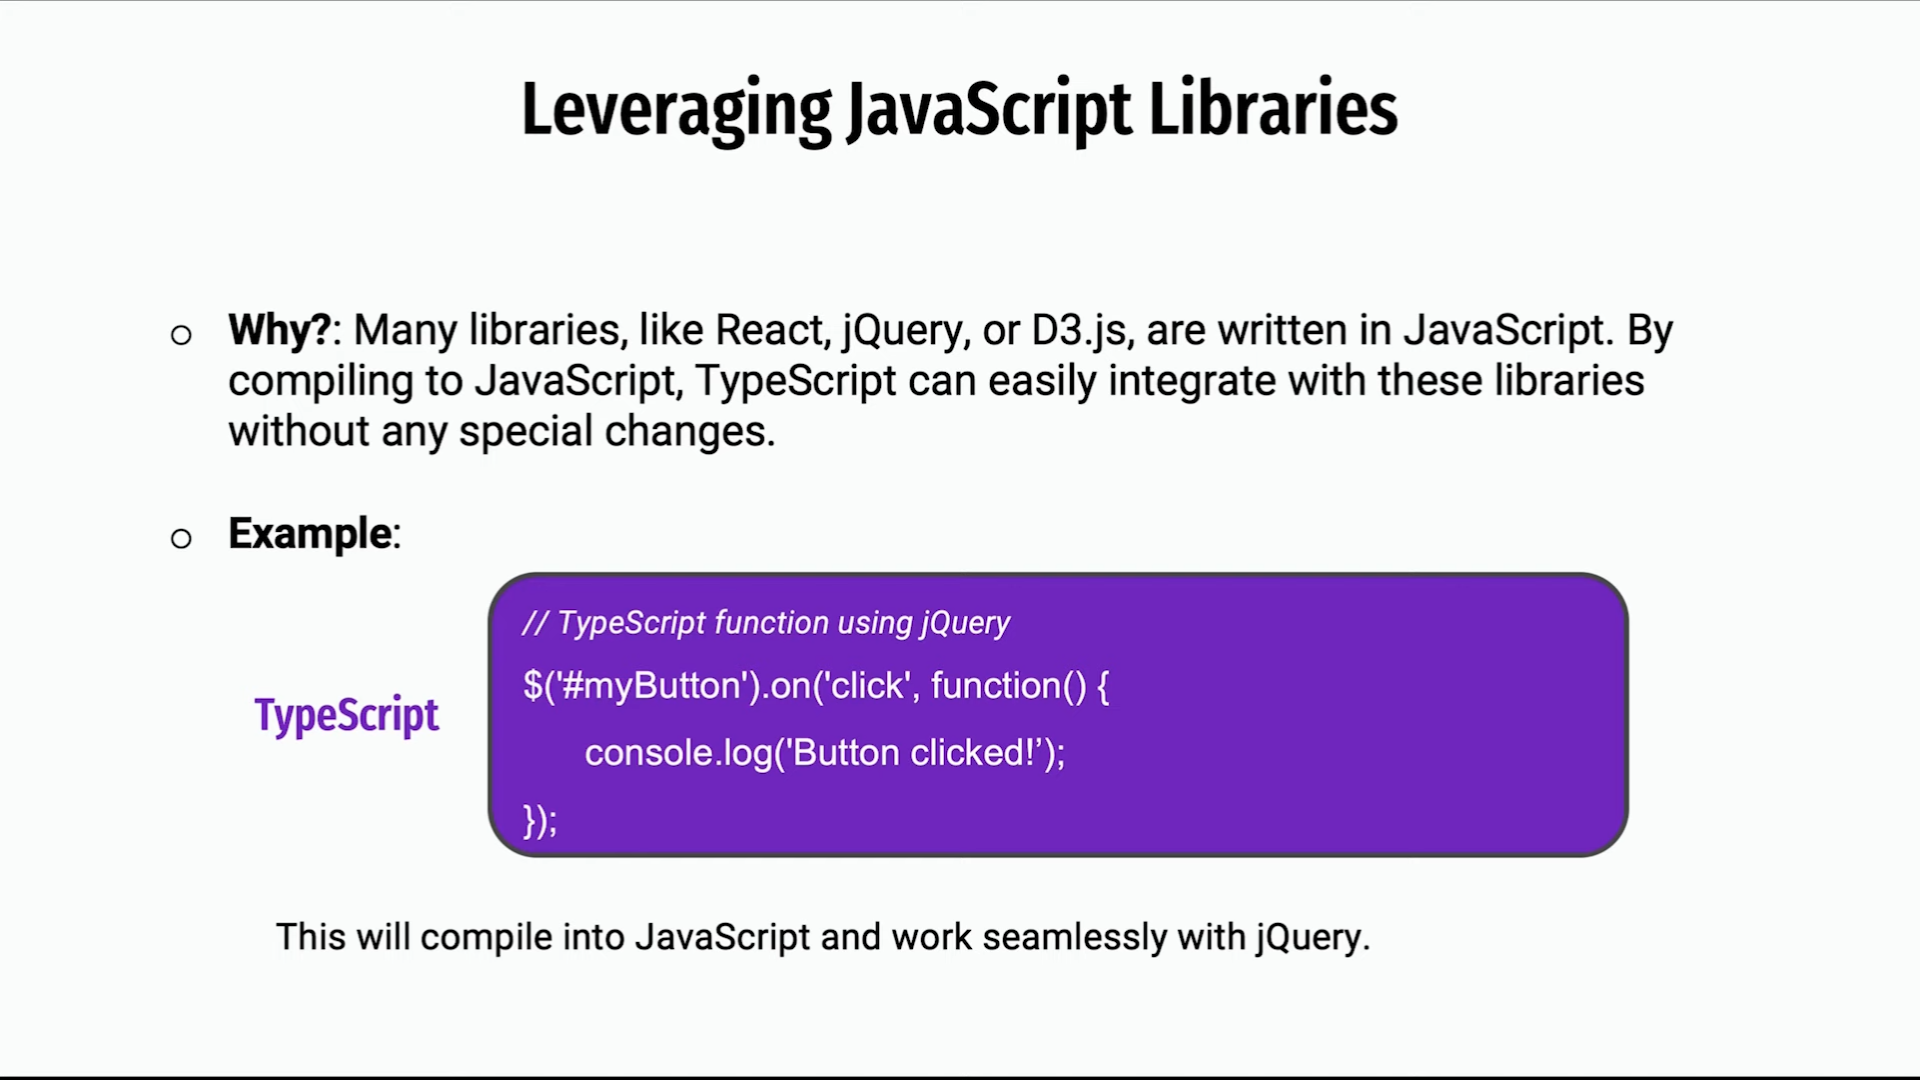 Leveraging JavaScript Libraries
○ Why?: Many libraries, like React, jQuery, or D3.js, are written in JavaScript. By
compiling to JavaScript, TypeScript can easily integrate with these libraries
without any special changes.
○ Example:
// TypeScript function using jQuery
$('#myButton').on('click', function() {
TypeScript
console.log('Button clicked!’);
});
This will compile into JavaScript and work seamlessly with jQuery.